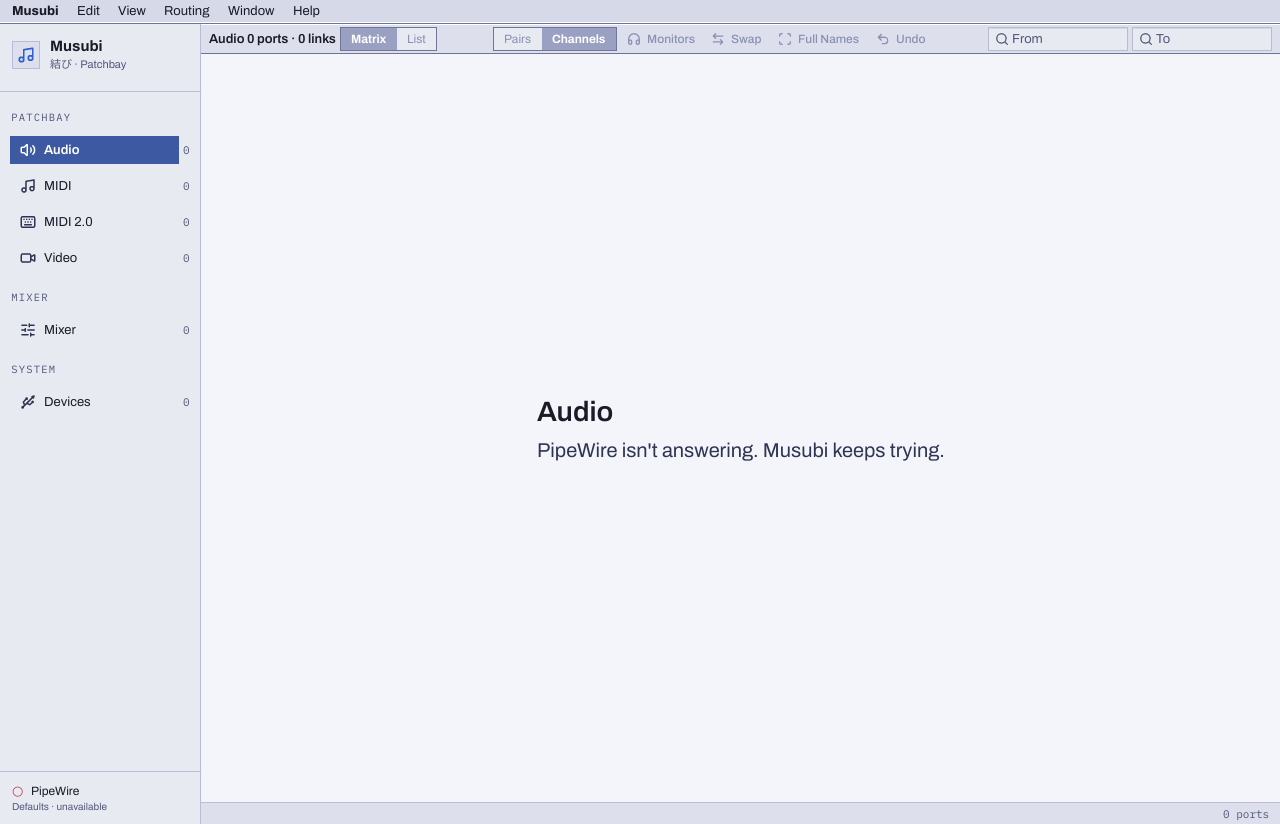 Musubi Edit View Routing Window Help
Musubi
結び · Patchbay
Audio 0 ports · 0 links Matrix List Pairs Channels Monitors Swap Full Names Undo From To
PATCHBAY
Audio 0
MIDI 0
MIDI 2.0 0
Video 0
MIXER
Mixer 0
SYSTEM
Devices 0
Audio
PipeWire isn't answering. Musubi keeps trying.
PipeWire
Defaults · unavailable
0 ports